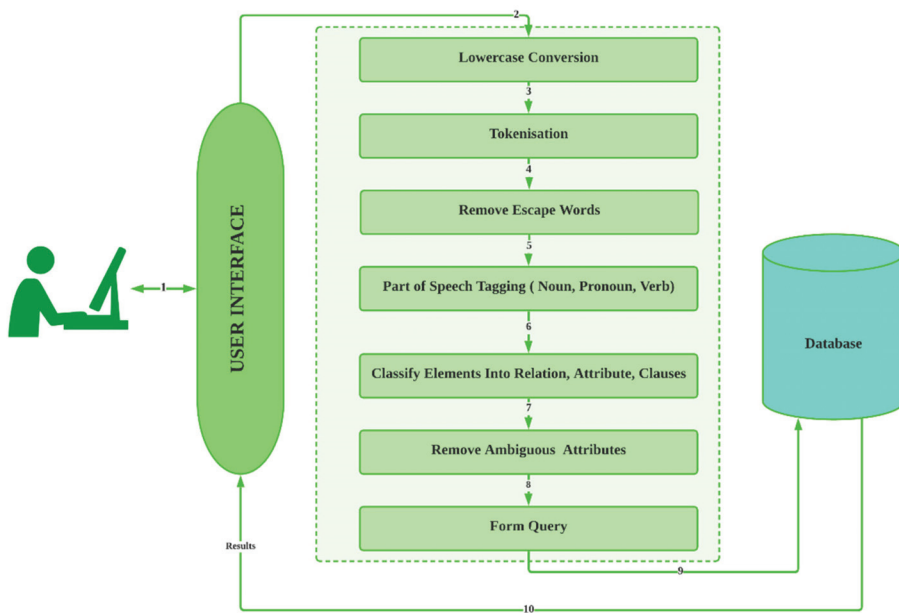 2
Lowercase Conversion
3
Tokenisation
4
Remove Escape Words
5
Part of Speech Tagging ( Noun, Pronoun, Verb)
6
Classify Elements Into Relation, Attribute, Clauses
7
Remove Ambiguous Attributes
8
Form Query
9
10
1
USER INTERFACE
Database
Results